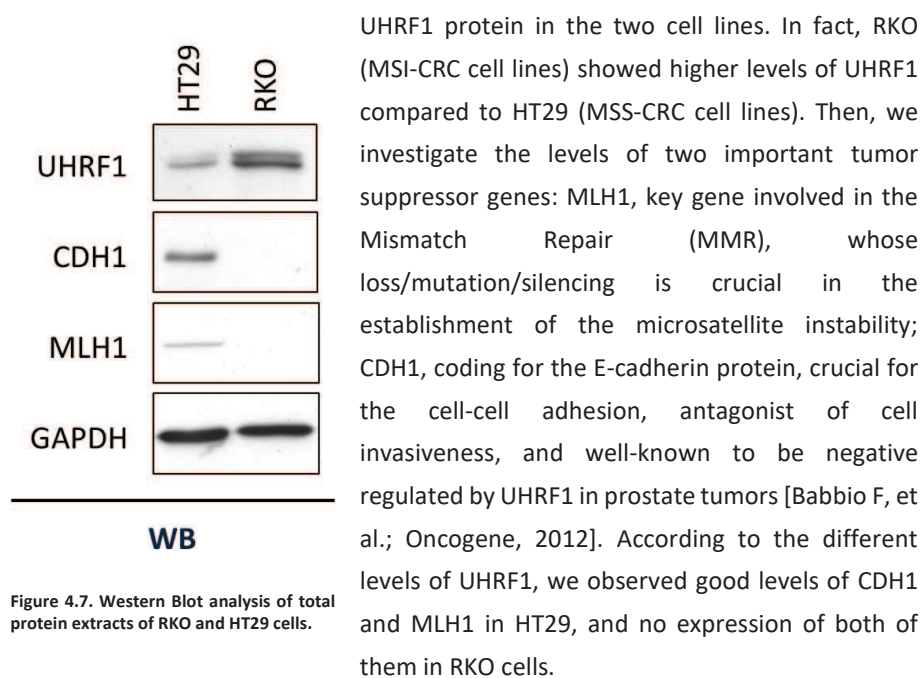 HT29
RKO
UHRF1
CDH1
MLH1
GAPDH
WB
Figure 4.7. Western Blot analysis of total
protein extracts of RKO and HT29 cells.
UHRF1 protein in the two cell lines. In fact, RKO
(MSI-CRC cell lines) showed higher levels of UHRF1
compared to HT29 (MSS-CRC cell lines). Then, we
investigate the levels of two important tumor
suppressor genes: MLH1, key gene involved in the
Mismatch Repair (MMR), whose
loss/mutation/silencing is crucial in the
establishment of the microsatellite instability;
CDH1, coding for the E-cadherin protein, crucial for
the cell-cell adhesion, antagonist of cell
invasiveness, and well-known to be negative
regulated by UHRF1 in prostate tumors [Babbio F, et
al.; Oncogene, 2012]. According to the different
levels of UHRF1, we observed good levels of CDH1
and MLH1 in HT29, and no expression of both of
them in RKO cells.